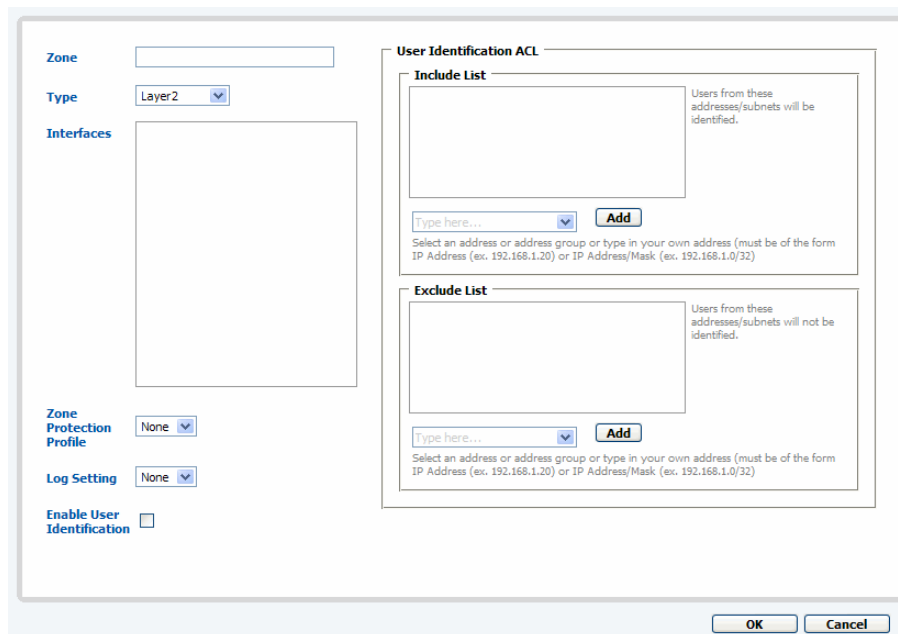 Zone
Type
Layer2
Interfaces
Zone
Protection
Profile
None
Log Setting
None
Enable User
Identification
User Identification ACL
Include List
Users from these
addresses/subnets will be
identified.
Type here...
Add
Select an address or address group or type in your own address (must be of the form
IP Address (ex. 192.168.1.20) or IP Address/Mask (ex. 192.168.1.0/32)
Exclude List
Users from these
addresses/subnets will not be
identified.
Type here...
Add
Select an address or address group or type in your own address (must be of the form
IP Address (ex. 192.168.1.20) or IP Address/Mask (ex. 192.168.1.0/32)
OK
Cancel